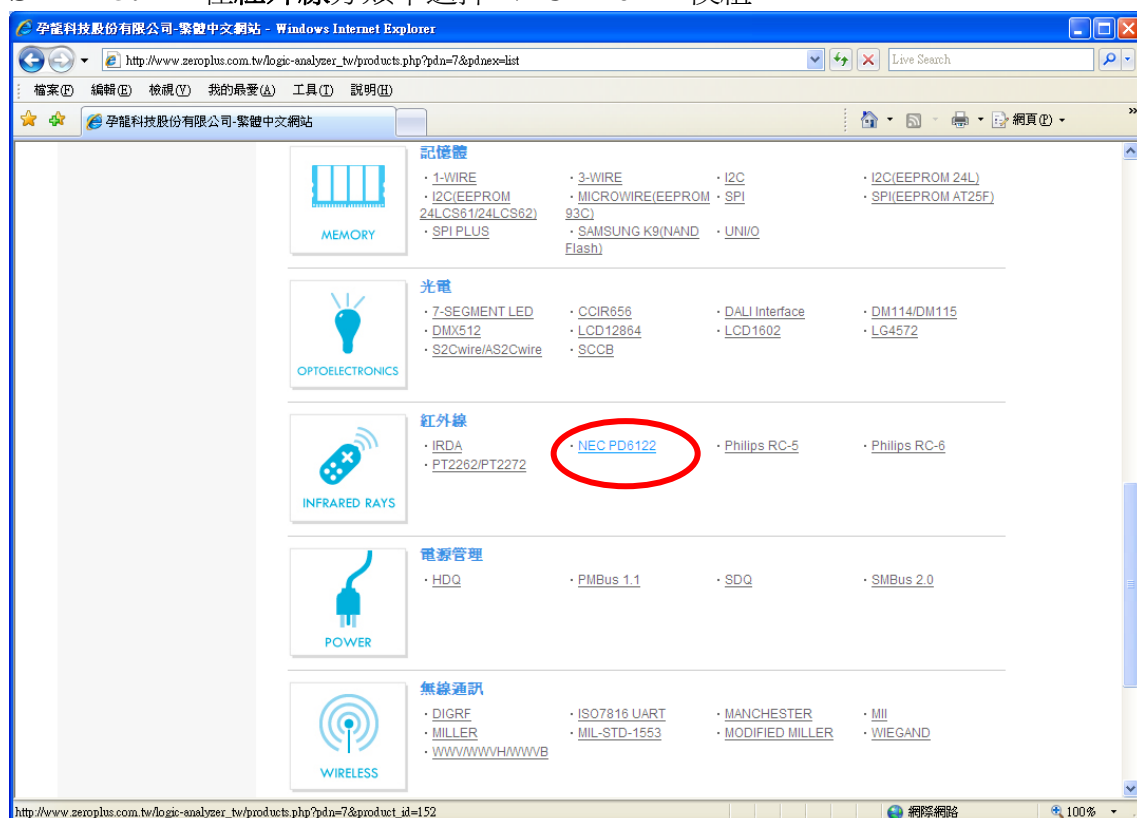 孕龍科技股份有限公司-繁體中文網站 - Windows Internet Explorer
http://www.zeroplus.com.tw/logic-analyzer_tw/products.php?pdn=7&pdnex=list
Live Search
檔案(F) 編輯(E) 檢視(V) 我的最愛(A) 工具(T) 說明(H)
孕龍科技股份有限公司-繁體中文網站
網頁(P)
記憶體
· 1-WIRE · 3-WIRE · I2C · I2C(EEPROM 24L)
· I2C(EEPROM 24LCS61/24LCS62) · MICROWIRE(EEPROM 93C) · SPI · SPI(EEPROM AT25F)
· SPI PLUS · SAMSUNG K9(NAND Flash) · UNI/O
MEMORY
光電
· 7-SEGMENT LED · CCIR656 · DALI Interface · DM114/DM115
· DMX512 · LCD12864 · LCD1602 · LG4572
· S2Cwire/AS2Cwire · SCCB
OPTOELECTRONICS
紅外線
· IRDA · NEC PD6122 · Philips RC-5 · Philips RC-6
· PT2262/PT2272
INFRARED RAYS
電源管理
· HDQ · PMBus 1.1 · SDQ · SMBus 2.0
POWER
無線通訊
· DIGRF · ISO7816 UART · MANCHESTER · MII
· MILLER · MIL-STD-1553 · MODIFIED MILLER · WIEGAND
· WWV/WWVH/WWVB
WIRELESS
http://www.zeroplus.com.tw/logic-analyzer_tw/products.php?pdn=7&product_id=152
網際網路
100%